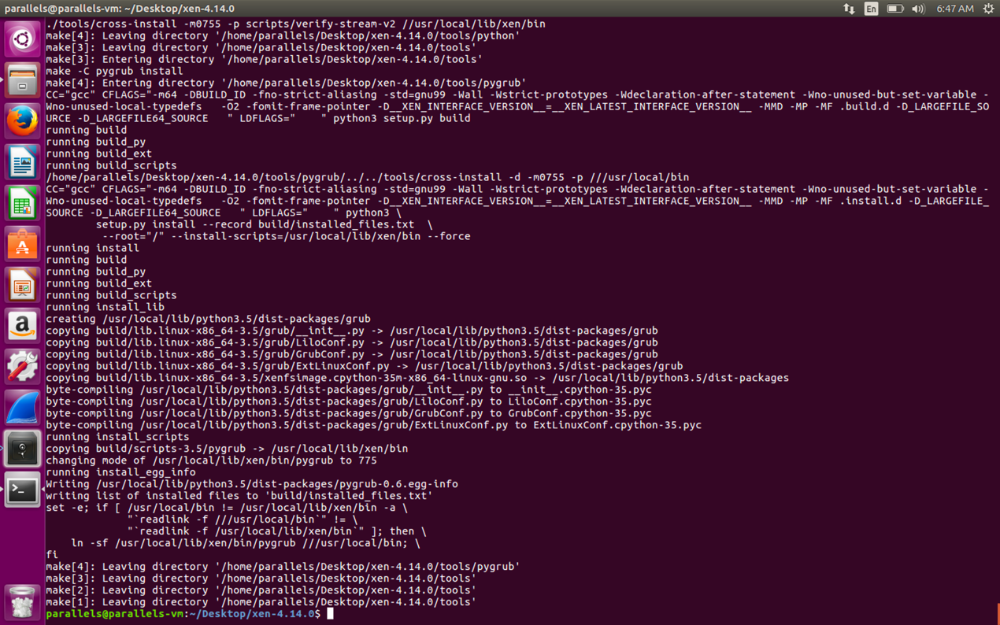 parallels@parallels-vm: ~/Desktop/xen-4.14.0
En
6:47 AM
./tools/cross-install -m0755 -p scripts/verify-stream-v2 //usr/local/lib/xen/bin
make[4]: Leaving directory '/home/parallels/Desktop/xen-4.14.0/tools/python'
make[3]: Leaving directory '/home/parallels/Desktop/xen-4.14.0/tools'
make[3]: Entering directory '/home/parallels/Desktop/xen-4.14.0/tools'
make -C pygrub install
make[4]: Entering directory '/home/parallels/Desktop/xen-4.14.0/tools/pygrub'
CC="gcc" CFLAGS="-m64 -DBUILD_ID -fno-strict-aliasing -std=gnu99 -Wall -Wstrict-prototypes -Wdeclaration-after-statement -Wno-unused-but-set-variable -
Wno-unused-local-typedefs   -O2 -fomit-frame-pointer -D__XEN_INTERFACE_VERSION__=__XEN_LATEST_INTERFACE_VERSION__ -MMD -MP -MF .build.d -D_LARGEFILE_SO
URCE -D_LARGEFILE64_SOURCE   " LDFLAGS="    " python3 setup.py build
running build
running build_py
running build_ext
running build_scripts
/home/parallels/Desktop/xen-4.14.0/tools/pygrub/../../tools/cross-install -d -m0755 -p ///usr/local/bin
CC="gcc" CFLAGS="-m64 -DBUILD_ID -fno-strict-aliasing -std=gnu99 -Wall -Wstrict-prototypes -Wdeclaration-after-statement -Wno-unused-but-set-variable -
Wno-unused-local-typedefs   -O2 -fomit-frame-pointer -D__XEN_INTERFACE_VERSION__=__XEN_LATEST_INTERFACE_VERSION__ -MMD -MP -MF .install.d -D_LARGEFILE_
SOURCE -D_LARGEFILE64_SOURCE   " LDFLAGS="    " python3 \
setup.py install --record build/installed_files.txt  \
--root="/" --install-scripts=/usr/local/lib/xen/bin --force
running install
running build
running build_py
running build_ext
running build_scripts
running install_lib
creating /usr/local/lib/python3.5/dist-packages/grub
copying build/lib.linux-x86_64-3.5/grub/__init__.py -> /usr/local/lib/python3.5/dist-packages/grub
copying build/lib.linux-x86_64-3.5/grub/LiloConf.py -> /usr/local/lib/python3.5/dist-packages/grub
copying build/lib.linux-x86_64-3.5/grub/GrubConf.py -> /usr/local/lib/python3.5/dist-packages/grub
copying build/lib.linux-x86_64-3.5/grub/ExtLinuxConf.py -> /usr/local/lib/python3.5/dist-packages/grub
copying build/lib.linux-x86_64-3.5/xenfsimage.cpython-35m-x86_64-linux-gnu.so -> /usr/local/lib/python3.5/dist-packages
byte-compiling /usr/local/lib/python3.5/dist-packages/grub/__init__.py to __init__.cpython-35.pyc
byte-compiling /usr/local/lib/python3.5/dist-packages/grub/LiloConf.py to LiloConf.cpython-35.pyc
byte-compiling /usr/local/lib/python3.5/dist-packages/grub/GrubConf.py to GrubConf.cpython-35.pyc
byte-compiling /usr/local/lib/python3.5/dist-packages/grub/ExtLinuxConf.py to ExtLinuxConf.cpython-35.pyc
running install_scripts
copying build/scripts-3.5/pygrub -> /usr/local/lib/xen/bin
changing mode of /usr/local/lib/xen/bin/pygrub to 775
running install_egg_info
Writing /usr/local/lib/python3.5/dist-packages/pygrub-0.6.egg-info
writing list of installed files to 'build/installed_files.txt'
set -e; if [ /usr/local/bin != /usr/local/lib/xen/bin -a \
"`readlink -f ///usr/local/bin`" != \
"`readlink -f /usr/local/lib/xen/bin`" ]; then \
ln -sf /usr/local/lib/xen/bin/pygrub ///usr/local/bin; \
fi
make[4]: Leaving directory '/home/parallels/Desktop/xen-4.14.0/tools/pygrub'
make[3]: Leaving directory '/home/parallels/Desktop/xen-4.14.0/tools'
make[2]: Leaving directory '/home/parallels/Desktop/xen-4.14.0/tools'
make[1]: Leaving directory '/home/parallels/Desktop/xen-4.14.0/tools'
parallels@parallels-vm:~/Desktop/xen-4.14.0$